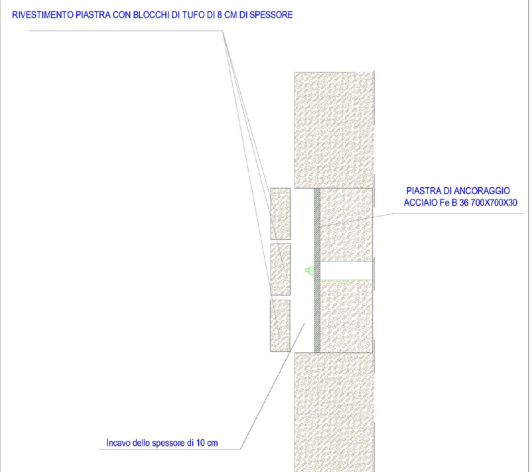 RIVESTIMENTO PIASTRA CON BLOCCHI DI TUFO DI 8 CM DI SPESSORE
PIASTRA DI ANCORAGGIO
ACCIAIO Fe B 36 700X700X30
Incavo dello spessore di 10 cm